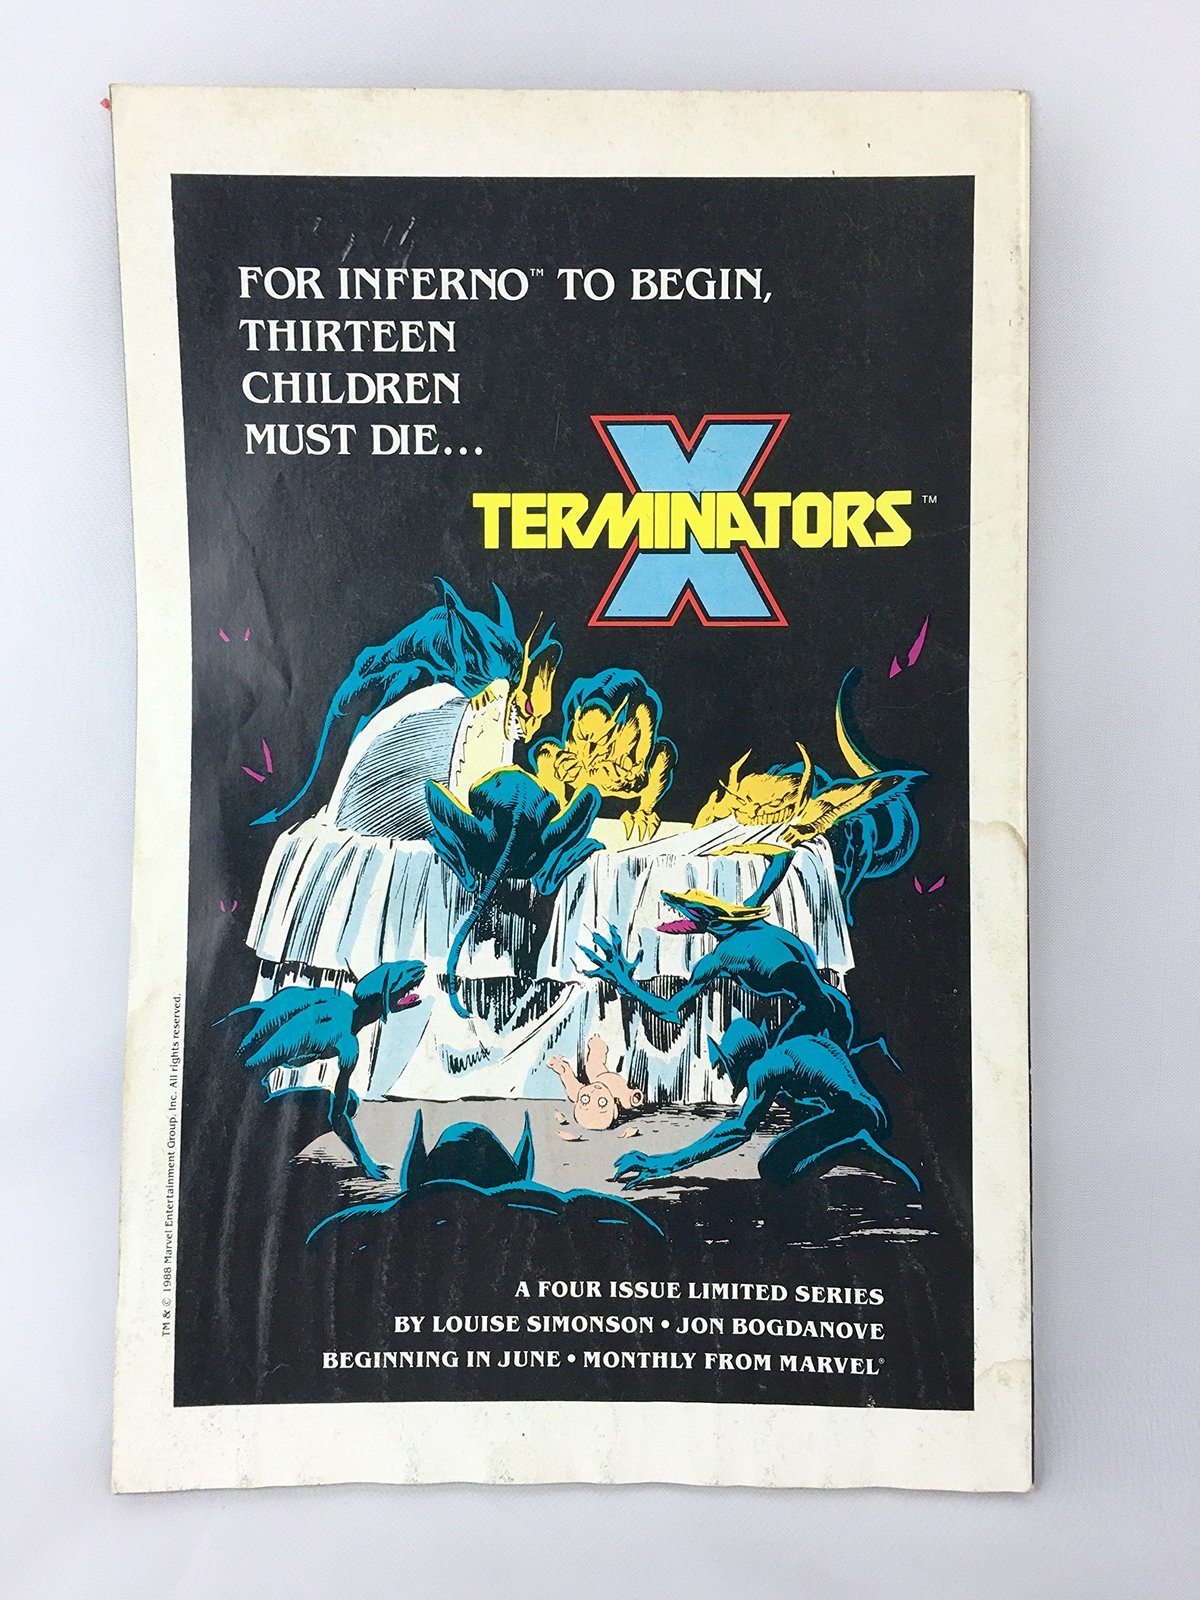 FOR INFERNO™ TO BEGIN,
THIRTEEN
CHILDREN
MUST DIE...
X
TERMINATORS™
A FOUR ISSUE LIMITED SERIES
BY LOUISE SIMONSON • JON BOGDANOVE
BEGINNING IN JUNE • MONTHLY FROM MARVEL®
TM & © 1988 Marvel Entertainment Group, Inc. All rights reserved.